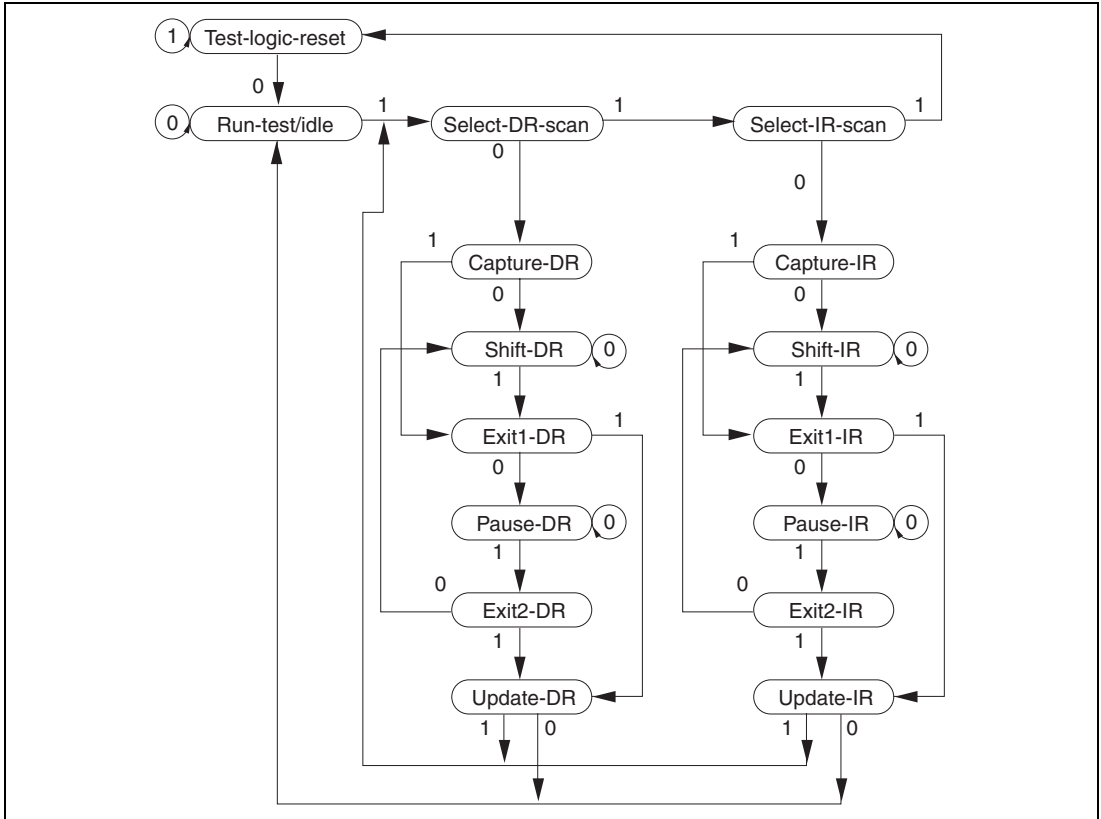 1 Test-logic-reset
0
0 Run-test/idle 1 Select-DR-scan 1 Select-IR-scan 1
0 0
1 Capture-DR 1 Capture-IR
0 0
Shift-DR 0 Shift-IR 0
1 1
Exit1-DR 1 Exit1-IR 1
0 0
Pause-DR 0 Pause-IR 0
1 1
0 Exit2-DR 0 Exit2-IR
1 1
Update-DR Update-IR
1 0 1 0